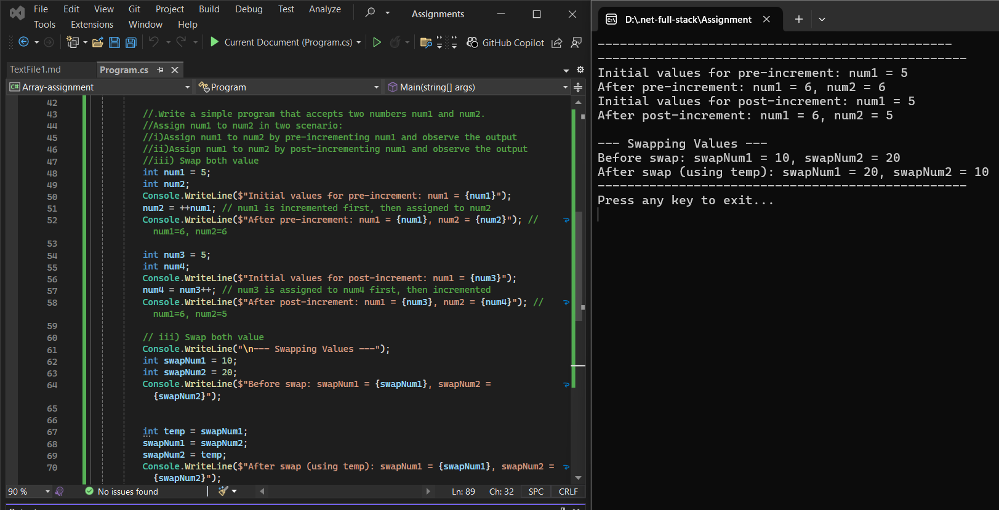 File Edit View Git Project Build Debug Test Analyze Assignments
Tools Extensions Window Help
Current Document (Program.cs) GitHub Copilot
TextFile1.md Program.cs
C# Array-assignment Program Main(string[] args)
42
43 //.Write a simple program that accepts two numbers num1 and num2.
44 //Assign num1 to num2 in two scenario:
45 //i)Assign num1 to num2 by pre-incrementing num1 and observe the output
46 //ii)Assign num1 to num2 by post-incrementing num1 and observe the output
47 //iii) Swap both value
48 int num1 = 5;
49 int num2;
50 Console.WriteLine($"Initial values for pre-increment: num1 = {num1}");
51 num2 = ++num1; // num1 is incremented first, then assigned to num2
52 Console.WriteLine($"After pre-increment: num1 = {num1}, num2 = {num2}"); //
num1=6, num2=6
53
54 int num3 = 5;
55 int num4;
56 Console.WriteLine($"Initial values for post-increment: num1 = {num3}");
57 num4 = num3++; // num3 is assigned to num4 first, then incremented
58 Console.WriteLine($"After post-increment: num1 = {num3}, num2 = {num4}"); //
num1=6, num2=5
59
60 // iii) Swap both value
61 Console.WriteLine("\n--- Swapping Values ---");
62 int swapNum1 = 10;
63 int swapNum2 = 20;
64 Console.WriteLine($"Before swap: swapNum1 = {swapNum1}, swapNum2 =
{swapNum2}");
65
66
67 int temp = swapNum1;
68 swapNum1 = swapNum2;
69 swapNum2 = temp;
70 Console.WriteLine($"After swap (using temp): swapNum1 = {swapNum1}, swapNum2 =
{swapNum2}");
90 % No issues found Ln: 89 Ch: 32 SPC CRLF
D:\.net-full-stack\Assignment
------------------------------------------------
--------------------------------------------------
Initial values for pre-increment: num1 = 5
After pre-increment: num1 = 6, num2 = 6
Initial values for post-increment: num1 = 5
After post-increment: num1 = 6, num2 = 5
--- Swapping Values ---
Before swap: swapNum1 = 10, swapNum2 = 20
After swap (using temp): swapNum1 = 20, swapNum2 = 10
--------------------------------------------------
Press any key to exit...